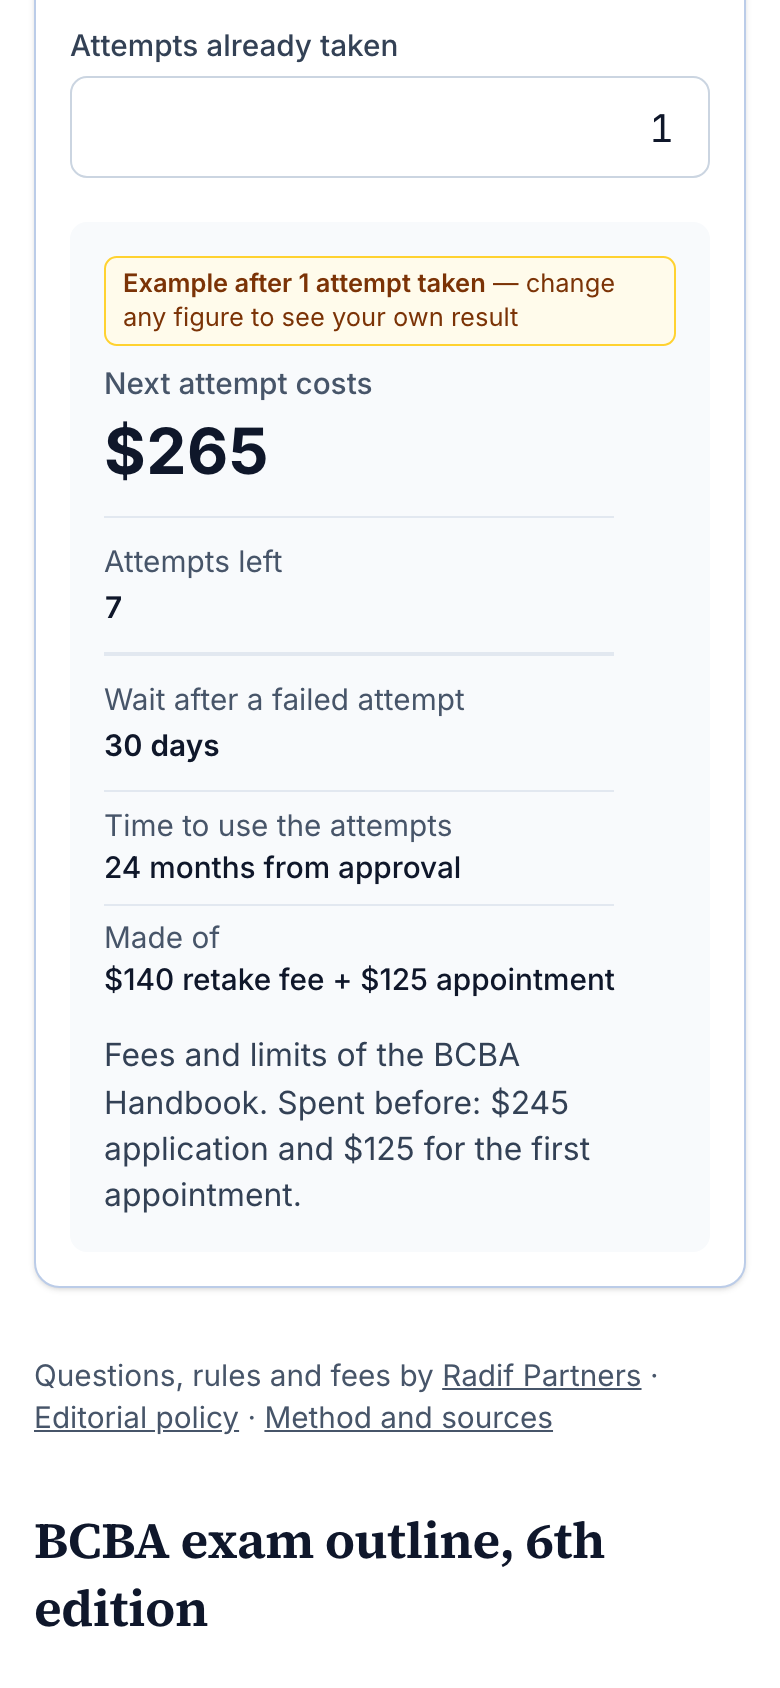 Attempts already taken
1
Example after 1 attempt taken — change
any figure to see your own result
Next attempt costs
$265
Attempts left
7
Wait after a failed attempt
30 days
Time to use the attempts
24 months from approval
Made of
$140 retake fee + $125 appointment
Fees and limits of the BCBA
Handbook. Spent before: $245
application and $125 for the first
appointment.
Questions, rules and fees by Radif Partners ·
Editorial policy · Method and sources
BCBA exam outline, 6th
edition